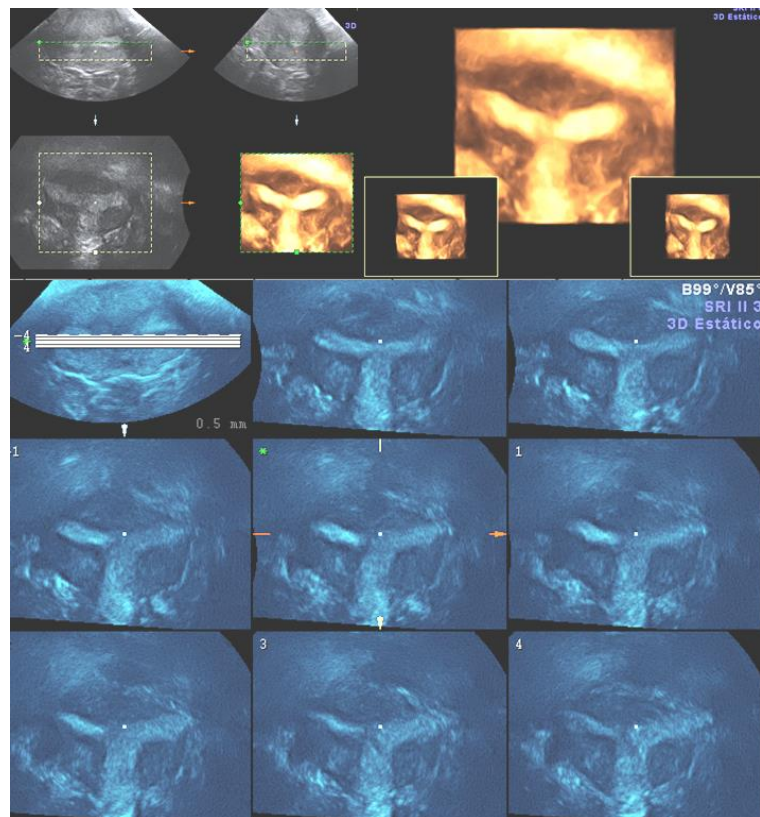 3D
SRI II
3D Estático
B99°/V85°
SRI II 3
3D Estático
-4
4
0.5 mm
-1
*
1
3
4